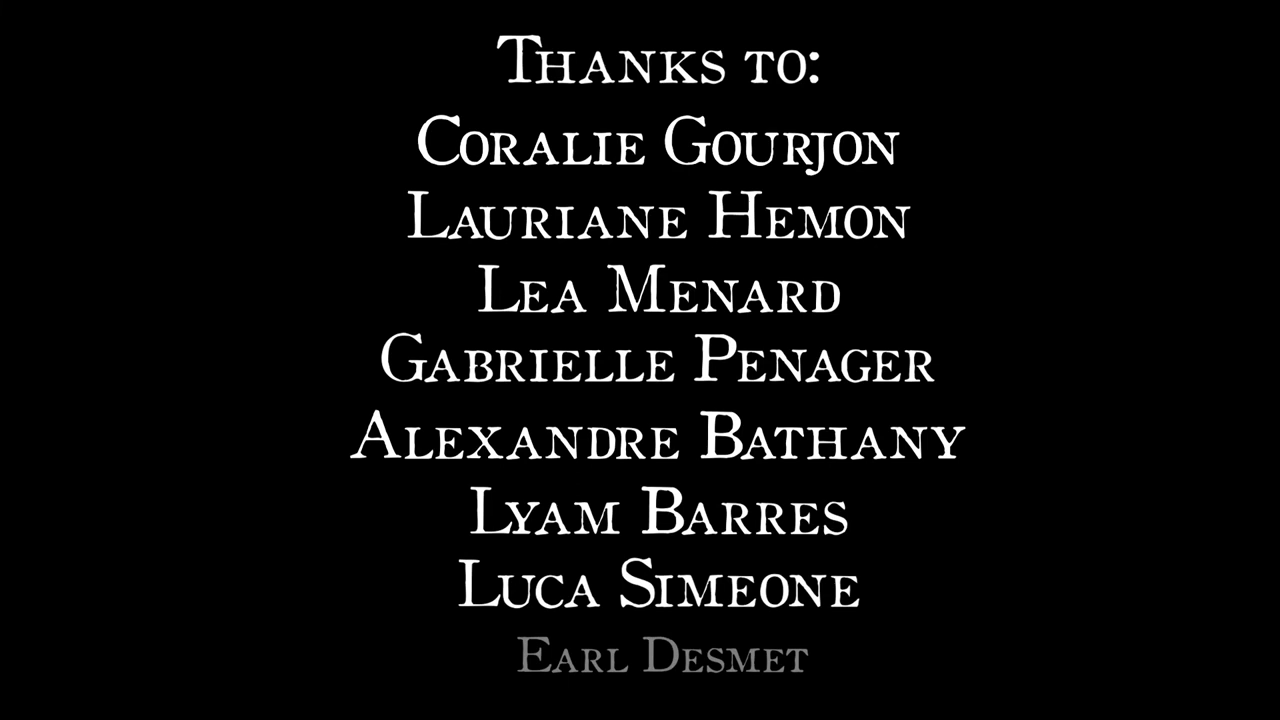 Thanks to:
Coralie Gourjon
Lauriane Hemon
Lea Menard
Gabrielle Penager
Alexandre Bathany
Lyam Barres
Luca Simeone
Earl Desmet